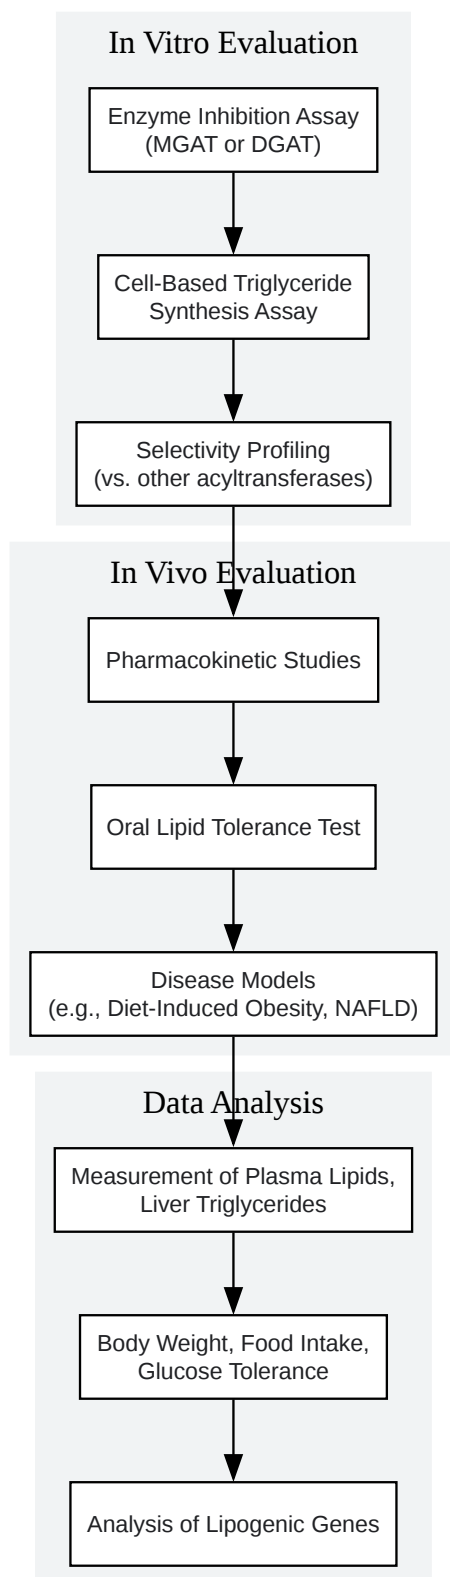 In Vitro Evaluation
Enzyme Inhibition Assay
(MGAT or DGAT)
Cell-Based Triglyceride
Synthesis Assay
Selectivity Profiling
(vs. other acyltransferases)
In Vivo Evaluation
Pharmacokinetic Studies
Oral Lipid Tolerance Test
Disease Models
(e.g., Diet-Induced Obesity, NAFLD)
Data Analysis
Measurement of Plasma Lipids,
Liver Triglycerides
Body Weight, Food Intake,
Glucose Tolerance
Analysis of Lipogenic Genes